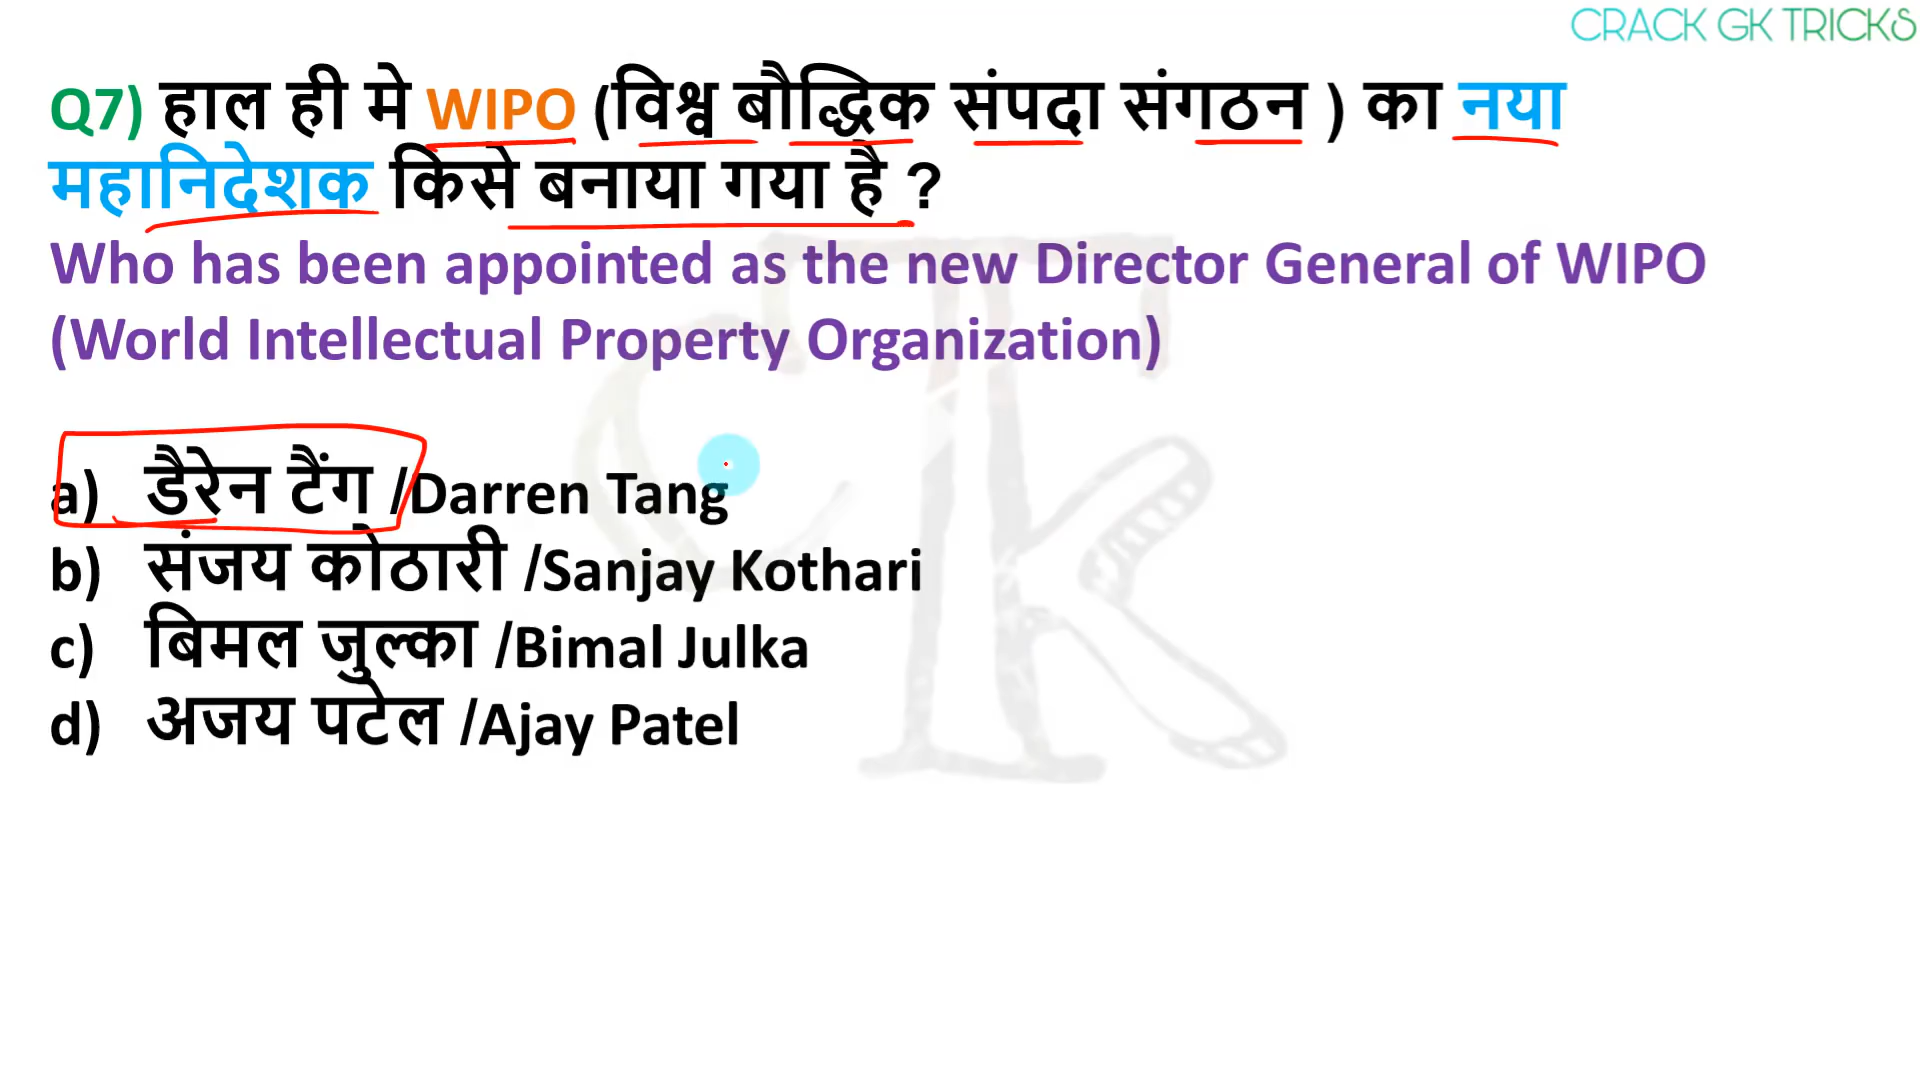 CRACK GK TRICKS
Q7) हाल ही मे WIPO (विश्व बौद्धिक संपदा संगठन ) का नया
महानिदेशक किसे बनाया गया है ?
Who has been appointed as the new Director General of WIPO
(World Intellectual Property Organization)
a) डैरेन टैंग /Darren Tang
b) संजय कोठारी /Sanjay Kothari
c) बिमल जुल्का /Bimal Julka
d) अजय पटेल /Ajay Patel